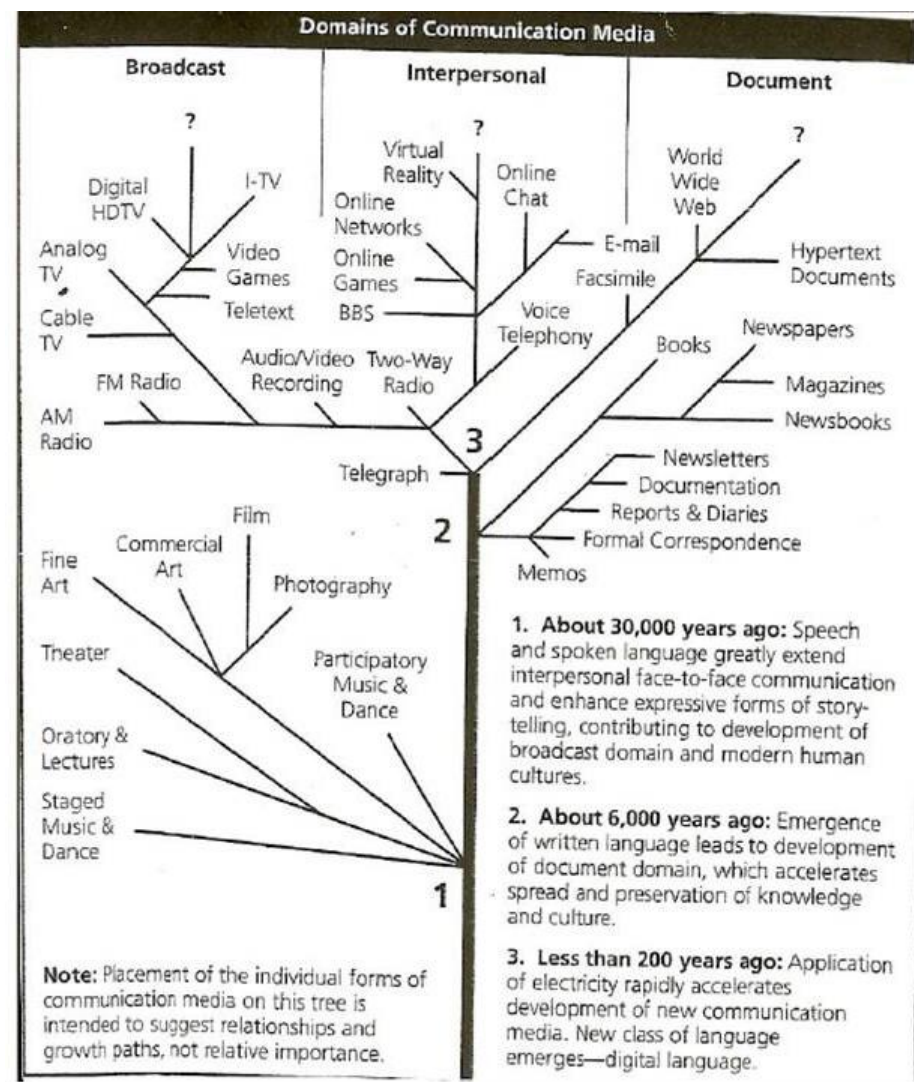 Domains of Communication Media
Broadcast
Interpersonal
Document
?
?
?
Digital
HDTV
I-TV
Analog
TV
Video
Games
Teletext
Cable
TV
FM Radio
AM
Radio
Audio/Video
Recording
Two-Way
Radio
Virtual
Reality
Online
Chat
Online
Networks
Online
Games
E-mail
BBS
Voice
Telephony
Facsimile
World
Wide
Web
Hypertext
Documents
Books
Newspapers
Magazines
Newsbooks
3
Telegraph
Newsletters
Documentation
Reports & Diaries
Formal Correspondence
Memos
2
Film
Commercial
Art
Fine
Art
Photography
Theater
Participatory
Music &
Dance
Oratory &
Lectures
Staged
Music &
Dance
1
1. About 30,000 years ago: Speech
and spoken language greatly extend
interpersonal face-to-face communication
and enhance expressive forms of story-
telling, contributing to development of
broadcast domain and modern human
cultures.
2. About 6,000 years ago: Emergence
of written language leads to development
of document domain, which accelerates
spread and preservation of knowledge
and culture.
3. Less than 200 years ago: Application
of electricity rapidly accelerates
development of new communication
media. New class of language
emerges—digital language.
Note: Placement of the individual forms of
communication media on this tree is
intended to suggest relationships and
growth paths, not relative importance.